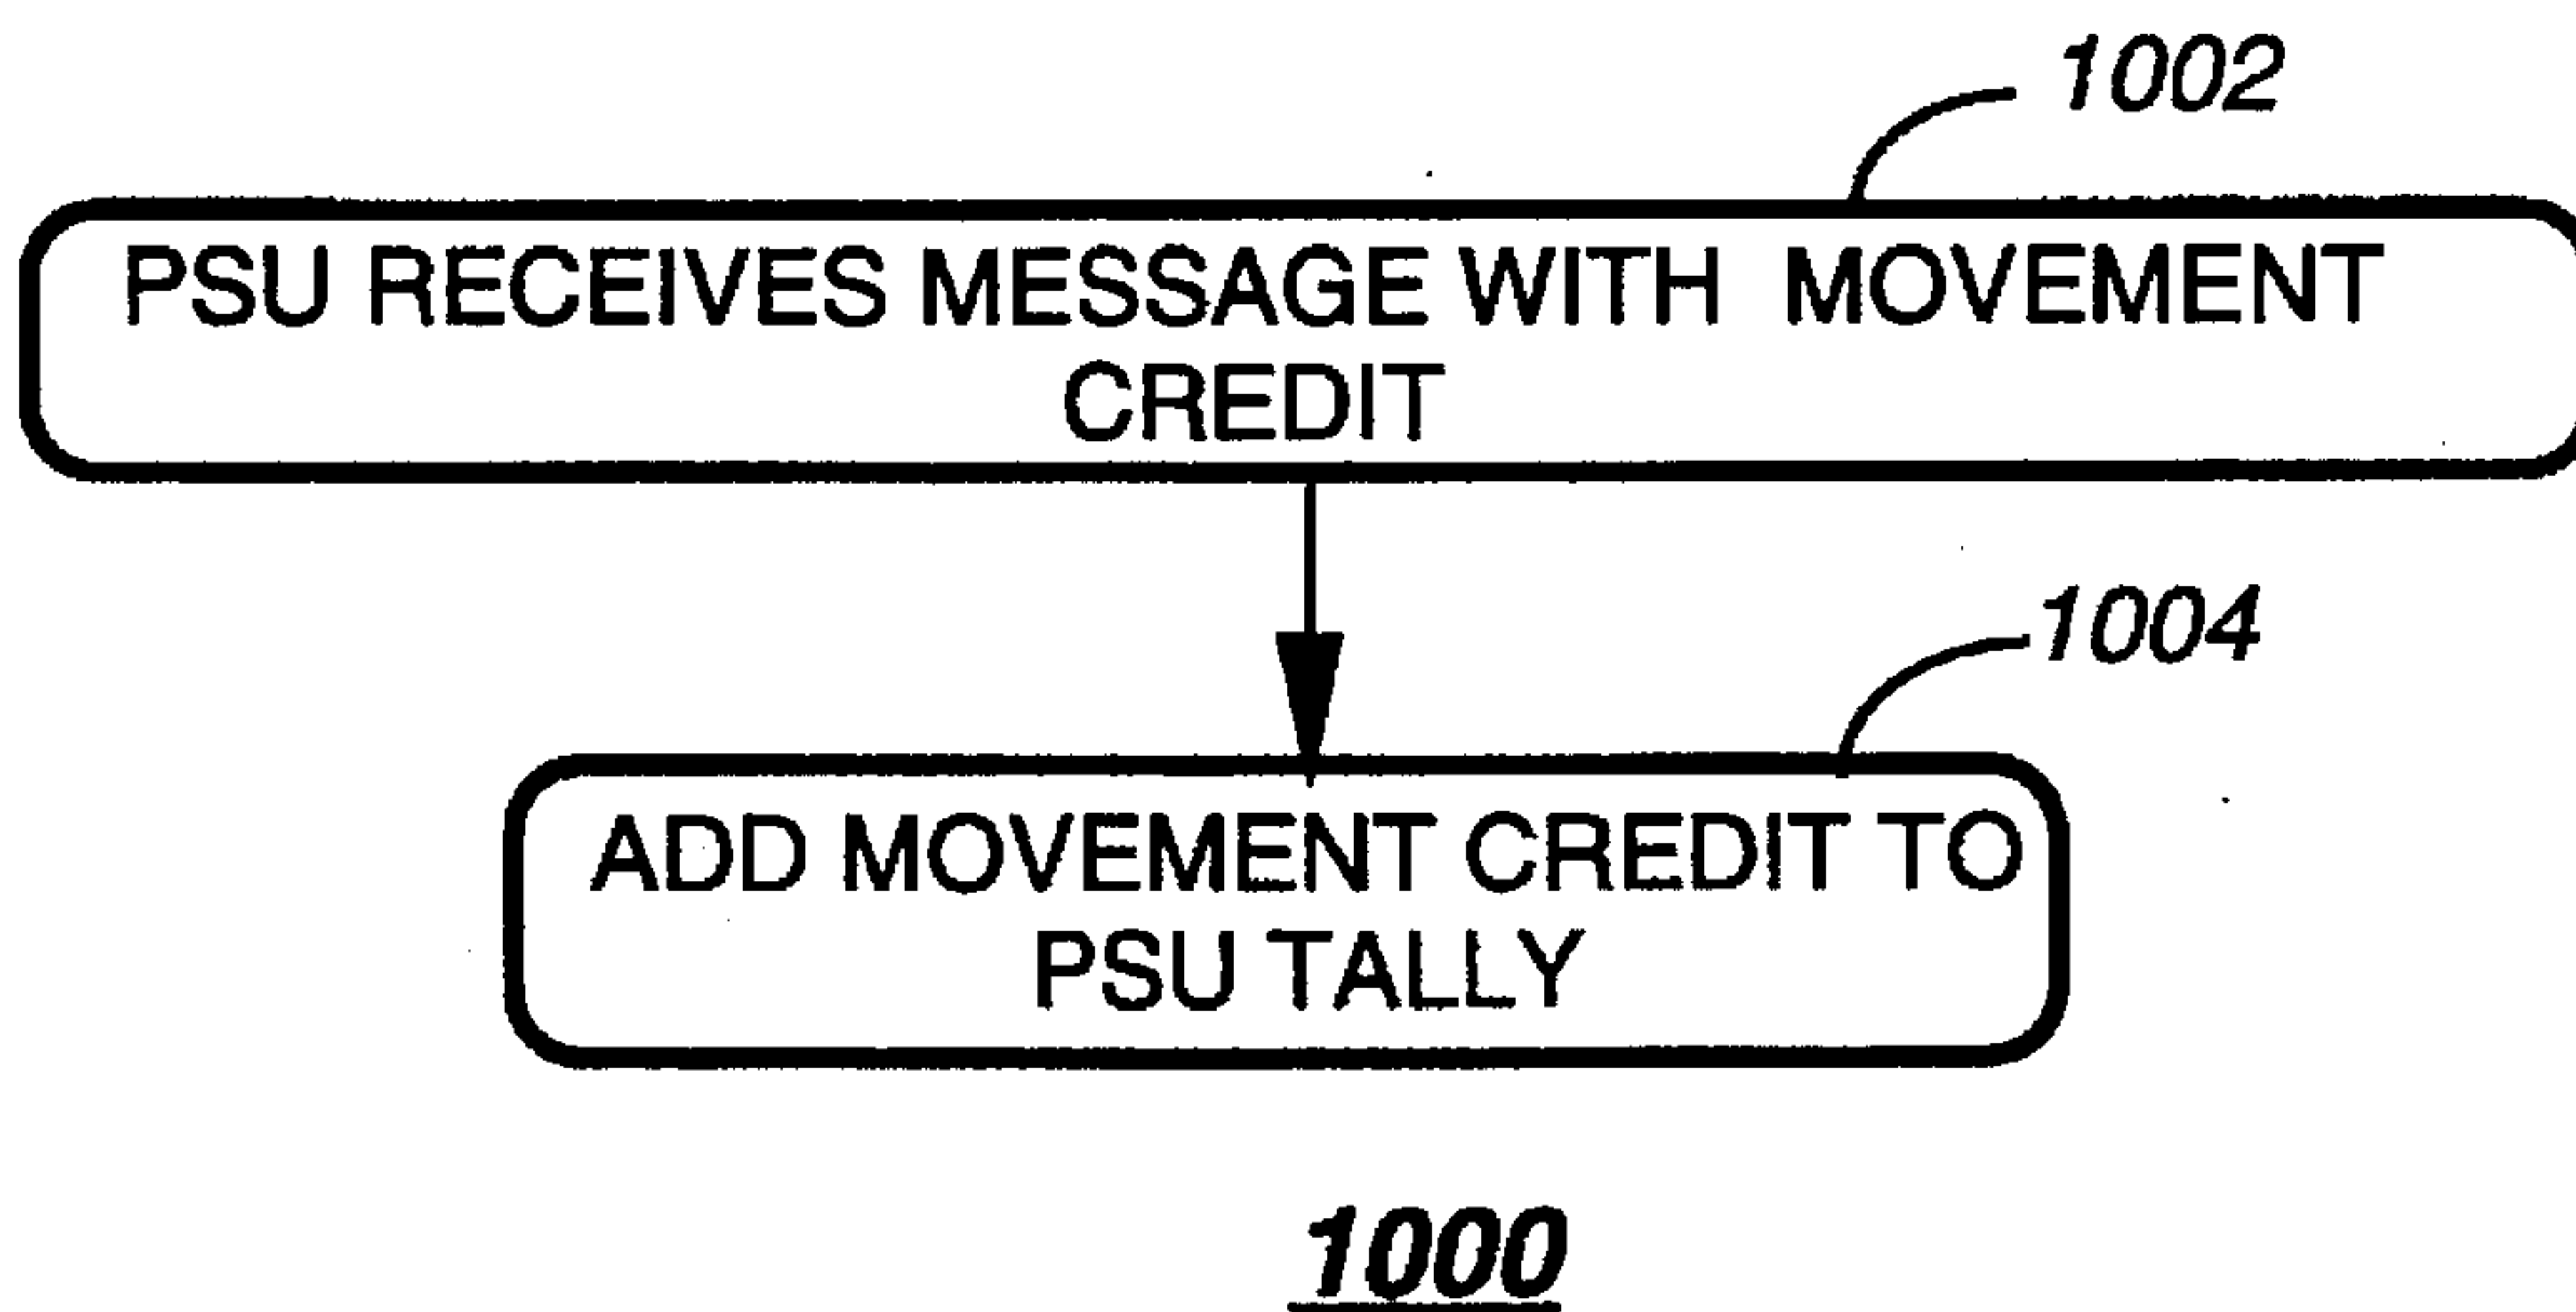 1002
PSU RECEIVES MESSAGE WITH MOVEMENT
CREDIT
1004
ADD MOVEMENT CREDIT TO
PSU TALLY
1000